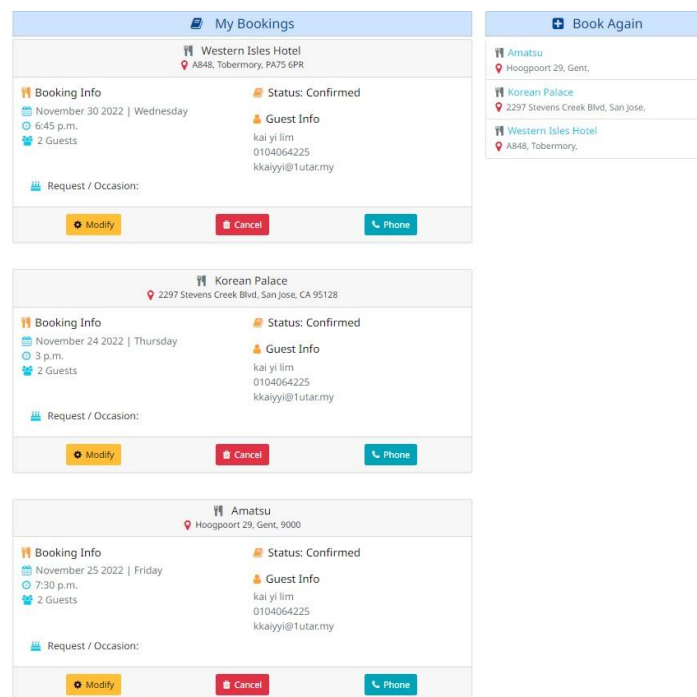 My Bookings
Western Isles Hotel
A848, Tobermory, PA75 6PR
Booking Info
November 30 2022 | Wednesday
6:45 p.m.
2 Guests
Status: Confirmed
Guest Info
kai yi lim
0104064225
kkaiyyi@1utar.my
Request / Occasion:
Modify
Cancel
Phone
Korean Palace
2297 Stevens Creek Blvd, San Jose, CA 95128
Booking Info
November 24 2022 | Thursday
3 p.m.
2 Guests
Status: Confirmed
Guest Info
kai yi lim
0104064225
kkaiyyi@1utar.my
Request / Occasion:
Modify
Cancel
Phone
Amatsu
Hoogpoort 29, Gent, 9000
Booking Info
November 25 2022 | Friday
7:30 p.m.
2 Guests
Status: Confirmed
Guest Info
kai yi lim
0104064225
kkaiyyi@1utar.my
Request / Occasion:
Modify
Cancel
Phone
Book Again
Amatsu
Hoogpoort 29, Gent,
Korean Palace
2297 Stevens Creek Blvd, San Jose,
Western Isles Hotel
A848, Tobermory,